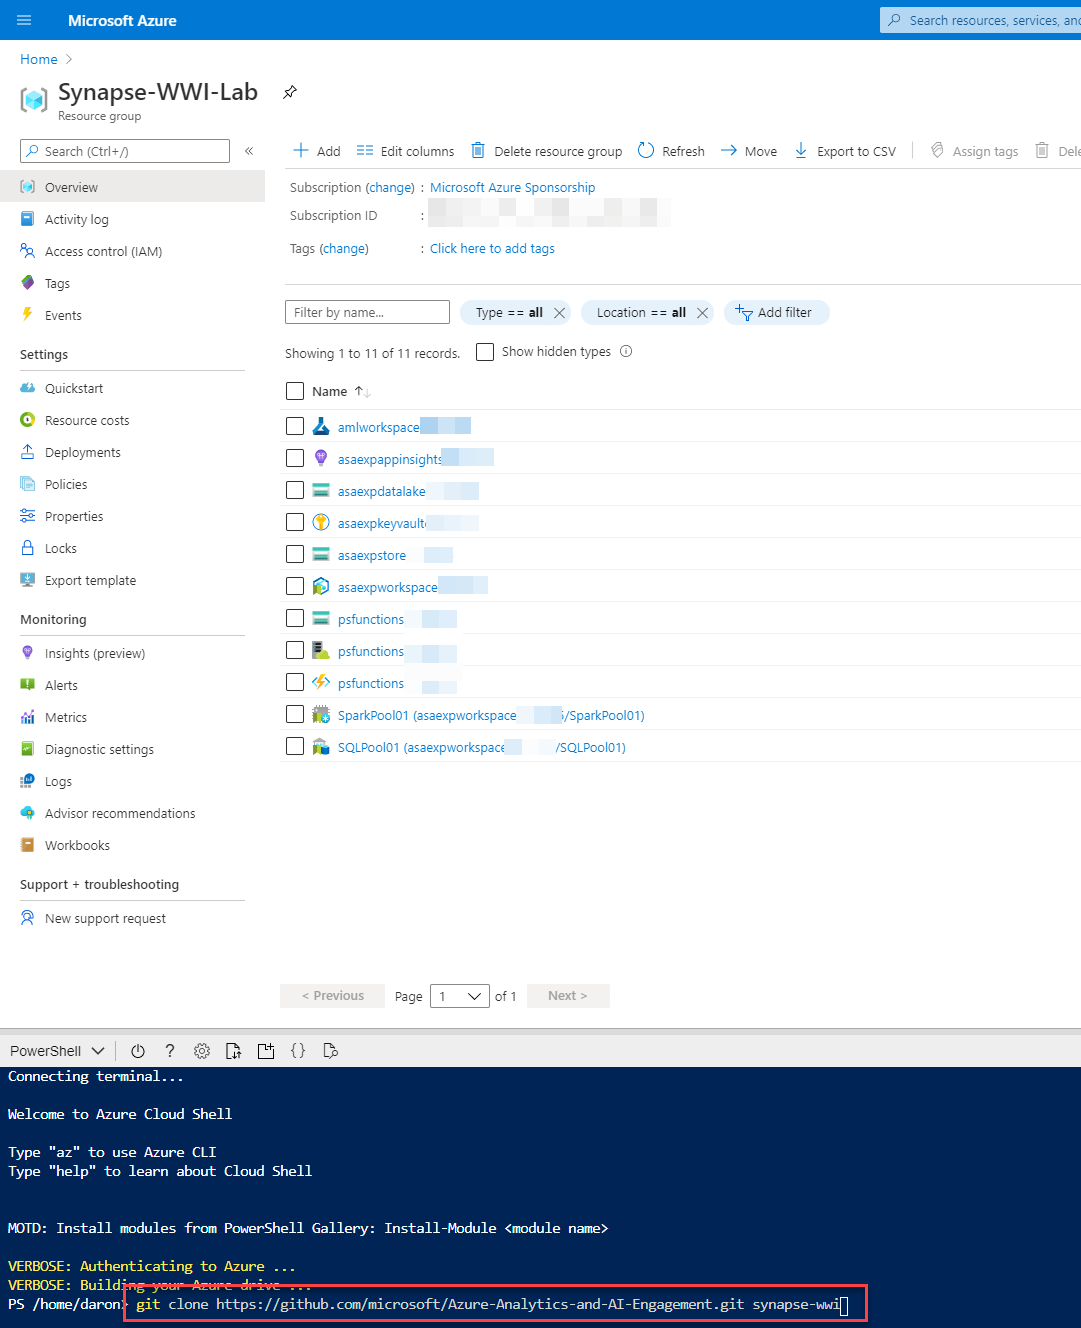 Microsoft Azure
Search resources, services, and
Home >
Synapse-WWI-Lab
Resource group
Search (Ctrl+/)
«
Add
Edit columns
Delete resource group
Refresh
Move
Export to CSV
Assign tags
Dele
Overview
Activity log
Access control (IAM)
Tags
Events
Settings
Quickstart
Resource costs
Deployments
Policies
Properties
Locks
Export template
Monitoring
Insights (preview)
Alerts
Metrics
Diagnostic settings
Logs
Advisor recommendations
Workbooks
Support + troubleshooting
New support request
Subscription (change) : Microsoft Azure Sponsorship
Subscription ID :
Tags (change) : Click here to add tags
Filter by name...
Type == all
Location == all
Add filter
Showing 1 to 11 of 11 records.
Show hidden types
Name ↑↓
amlworkspace
asaexpappinsights
asaexpdatalake
asaexpkeyvault
asaexpstore
asaexpworkspace
psfunctions
psfunctions
psfunctions
SparkPool01 (asaexpworkspace /SparkPool01)
SQLPool01 (asaexpworkspace /SQLPool01)
< Previous
Page 1 of 1
Next >
PowerShell
?
{}
Connecting terminal...
Welcome to Azure Cloud Shell
Type "az" to use Azure CLI
Type "help" to learn about Cloud Shell
MOTD: Install modules from PowerShell Gallery: Install-Module <module name>
VERBOSE: Authenticating to Azure ...
VERBOSE: Building your Azure drive ...
PS /home/daron> git clone https://github.com/microsoft/Azure-Analytics-and-AI-Engagement.git synapse-wwi